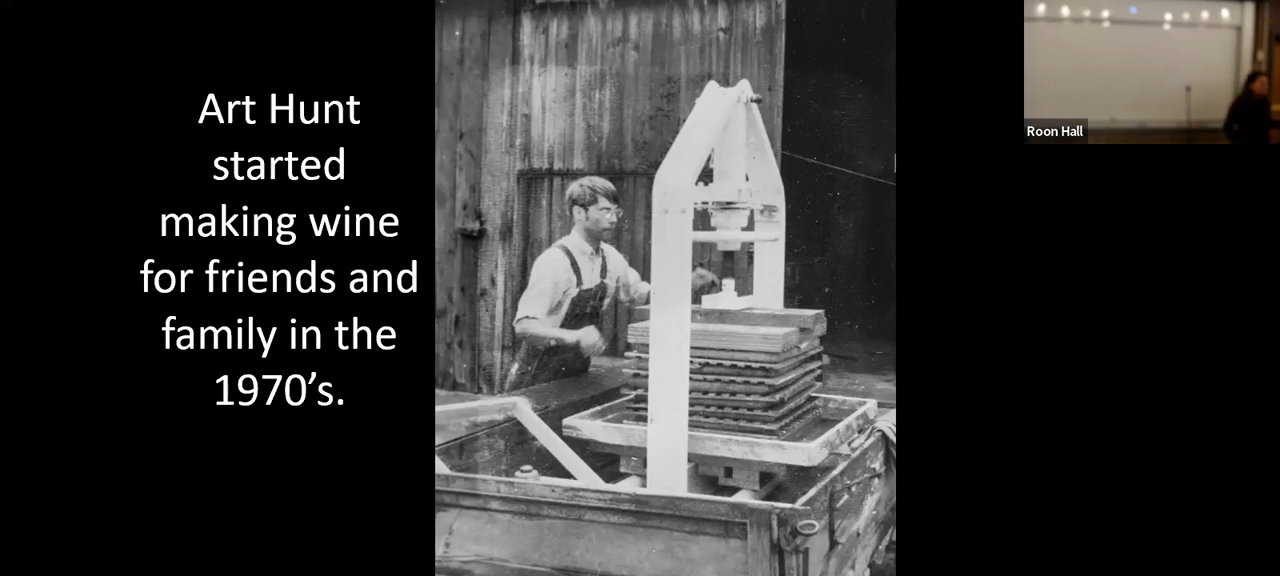 Art Hunt
started
making wine
for friends and
family in the
1970’s.
Roon Hall